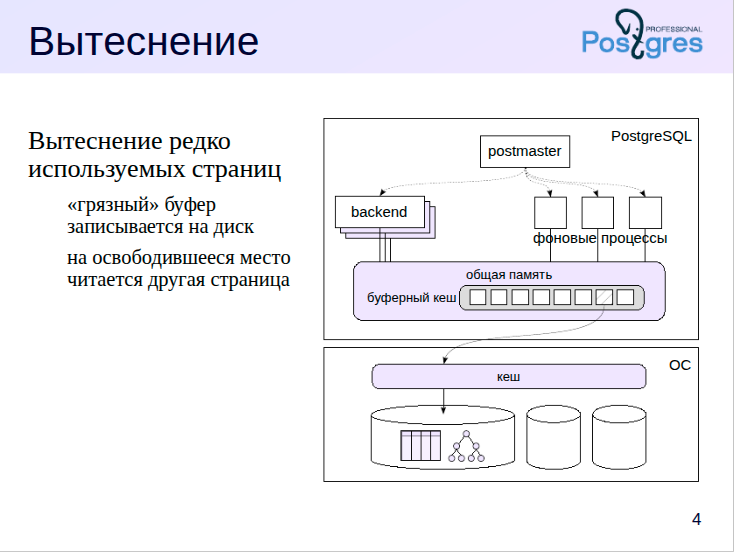 Вытеснение
PROFESSIONAL
Postgres
Вытеснение редко
используемых страниц
«грязный» буфер
записывается на диск
на освободившееся место
читается другая страница
PostgreSQL
postmaster
backend
фоновые процессы
общая память
буферный кеш
ОС
кеш
4